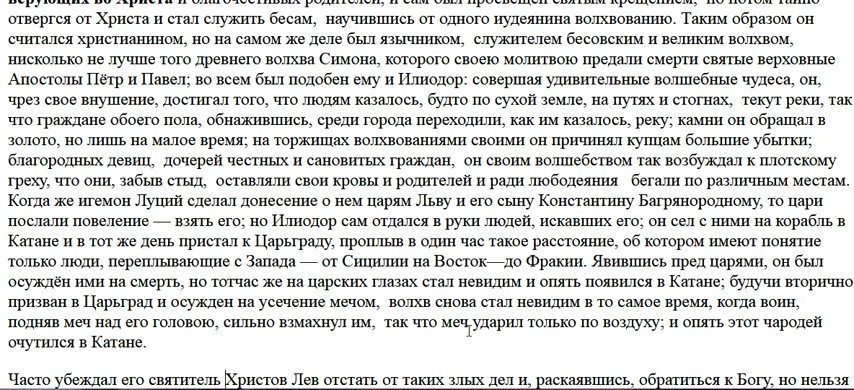 верующих во Христа и благочестивых родителей, и сам был просвещен святым крещением, но потом тайно
отвергся от Христа и стал служить бесам, научившись от одного иудеянина волхвованию. Таким образом он
считался христианином, но на самом же деле был язычником, служителем бесовским и великим волхвом,
нисколько не лучше того древнего волхва Симона, которого своею молитвою предали смерти святые верховные
Апостолы Пётр и Павел; во всем был подобен ему и Илиодор: совершая удивительные волшебные чудеса, он,
чрез свое внушение, достигал того, что людям казалось, будто по сухой земле, на путях и стогнах, текут реки, так
что граждане обоего пола, обнажившись, среди города переходили, как им казалось, реку; камни он обращал в
золото, но лишь на малое время; на торжищах волхвованиями своими он причинял купцам большие убытки;
благородных девиц, дочерей честных и сановитых граждан, он своим волшебством так возбуждал к плотскому
греху, что они, забыв стыд, оставляли свои кровы и родителей и ради любодеяния бегали по различным местам.
Когда же игемон Луций сделал донесение о нем царям Льву и его сыну Константину Багрянородному, то цари
послали повеление — взять его; но Илиодор сам отдался в руки людей, искавших его; он сел с ними на корабль в
Катане и в тот же день пристал к Царьграду, проплыв в один час такое расстояние, об котором имеют понятие
только люди, переплывающие с Запада — от Сицилии на Восток—до Фракии. Явившись пред царями, он был
осуждён ими на смерть, но тотчас же на царских глазах стал невидим и опять появился в Катане; будучи вторично
призван в Царьград и осужден на усечение мечом, волхв снова стал невидим в то самое время, когда воин,
подняв меч над его головою, сильно взмахнул им, так что меч ударил только по воздуху; и опять этот чародей
очутился в Катане.
Часто убеждал его святитель Христов Лев отстать от таких злых дел и, раскаявшись, обратиться к Богу, но нельзя